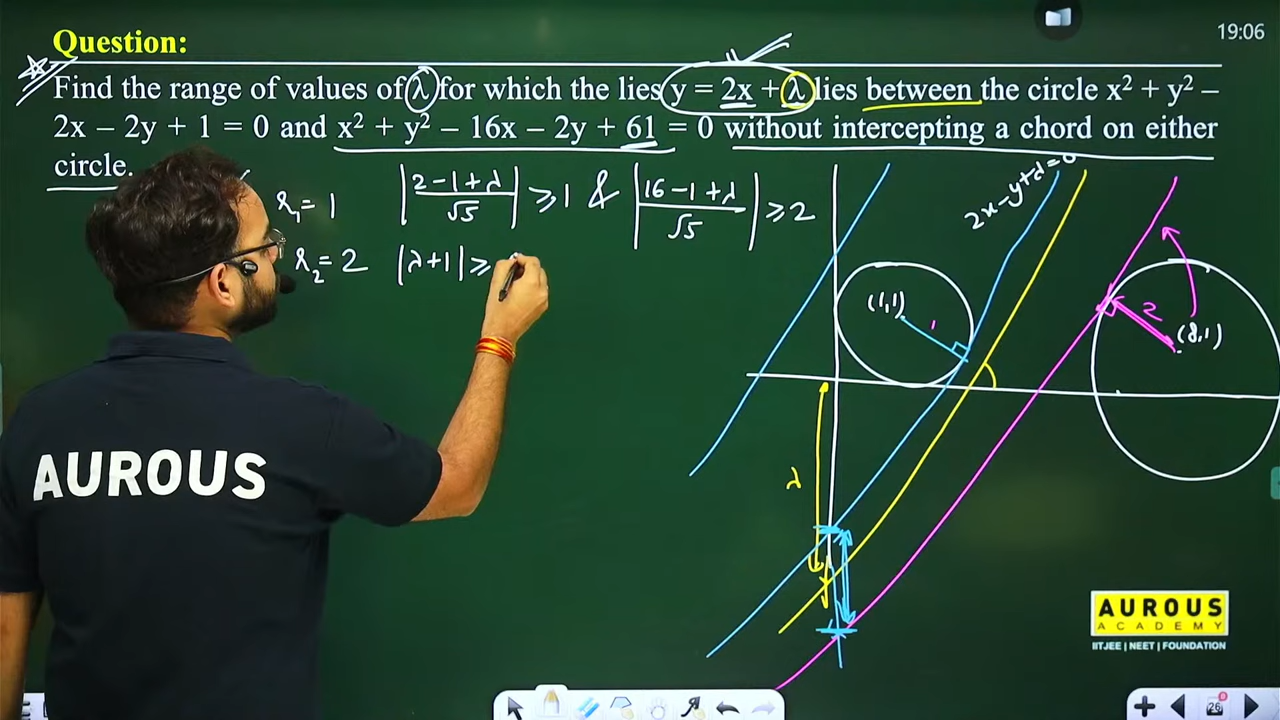 19:06
Question:
Find the range of values of λ for which the lies y = 2x + λ lies between the circle x² + y² –
2x – 2y + 1 = 0 and x² + y² – 16x – 2y + 61 = 0 without intercepting a chord on either
circle.
r₁ = 1 |2-1+λ/√5| ≥ 1 & |16-1+λ/√5| ≥ 2
r₂ = 2 |λ+1| ≥
2x-y+λ=0
(1,1)
1
2
(8,1)
λ
AUROUS
AUROUS
ACADEMY
IITJEE | NEET | FOUNDATION
26